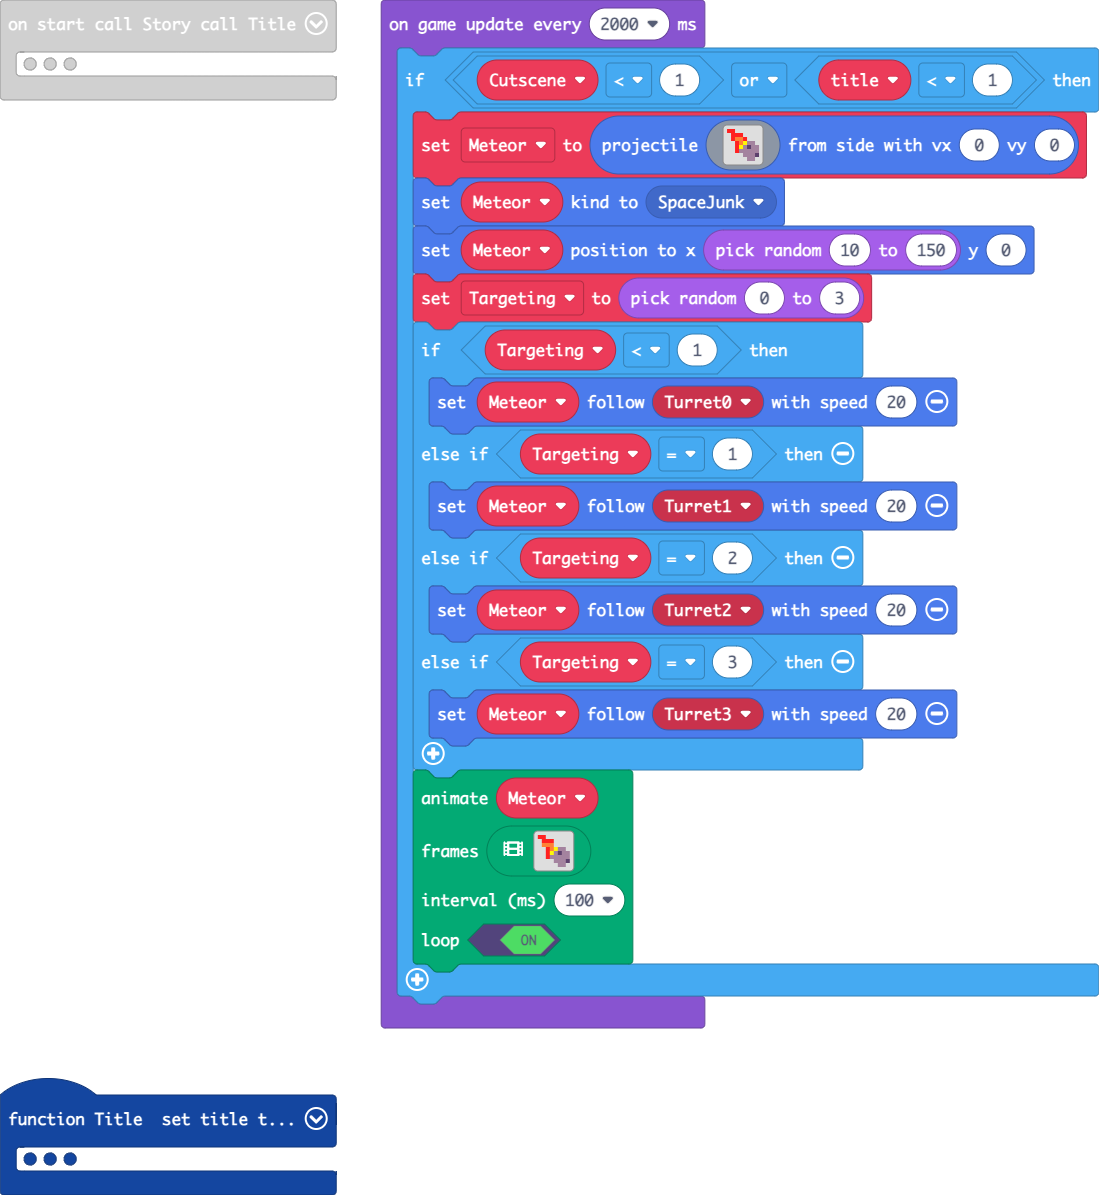 on start call Story call Title
on game update every 2000 ms
if Cutscene < 1 or title < 1 then
set Meteor to projectile from side with vx 0 vy 0
set Meteor kind to SpaceJunk
set Meteor position to x pick random 10 to 150 y 0
set Targeting to pick random 0 to 3
if Targeting < 1 then
set Meteor follow Turret0 with speed 20
else if Targeting = 1 then
set Meteor follow Turret1 with speed 20
else if Targeting = 2 then
set Meteor follow Turret2 with speed 20
else if Targeting = 3 then
set Meteor follow Turret3 with speed 20
animate Meteor
frames
interval (ms) 100
loop ON
function Title set title t...